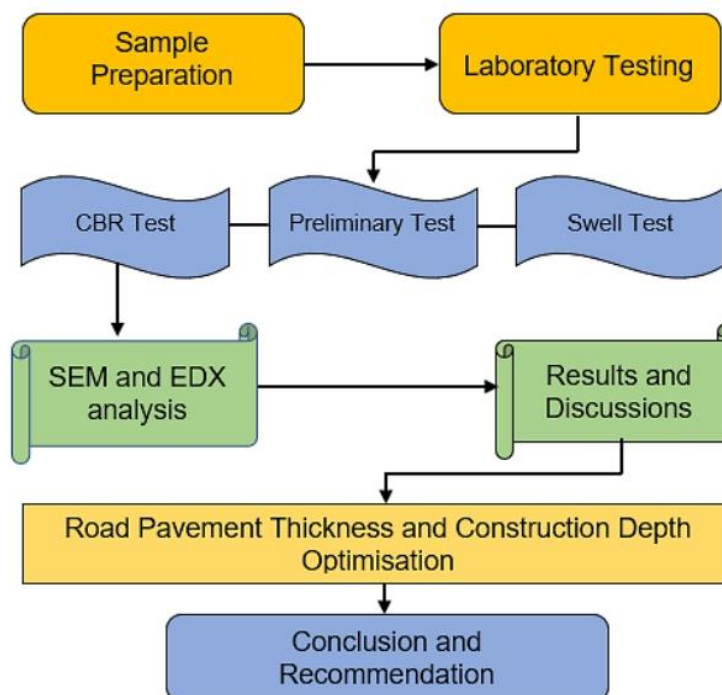 Sample
Preparation
Laboratory Testing
CBR Test
Preliminary Test
Swell Test
SEM and EDX
analysis
Results and
Discussions
Road Pavement Thickness and Construction Depth
Optimisation
Conclusion and
Recommendation